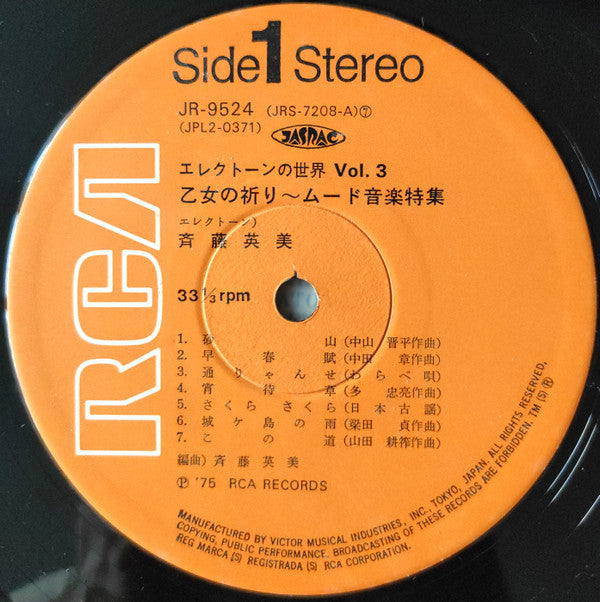 Side 1 Stereo
JR-9524 (JRS-7208-A)⑦
(JPL2-0371)
JASRAC
エレクトーンの世界 Vol. 3
乙女の祈り～ムード音楽特集
エレクトーン)
斉藤英美
33 1/3 rpm
1. 砂山(中山晋平作曲)
2. 早春賦(中田章作曲)
3. 通りゃんせ(わらべ唄)
4. 宵待草(多忠亮作曲)
5. さくらさくら(日本古謡)
6. 城ケ島の雨(梁田貞作曲)
7. この道(山田耕筰作曲)
編曲)斉藤英美
Ⓟ '75 RCA RECORDS
RCA
MANUFACTURED BY VICTOR MUSICAL INDUSTRIES, INC., TOKYO, JAPAN. ALL RIGHTS RESERVED,
COPYING, PUBLIC PERFORMANCE, BROADCASTING OF THESE RECORDS ARE FORBIDDEN. TM(S)®
REG MARCA(S) REGISTRADA(S) RCA CORPORATION.